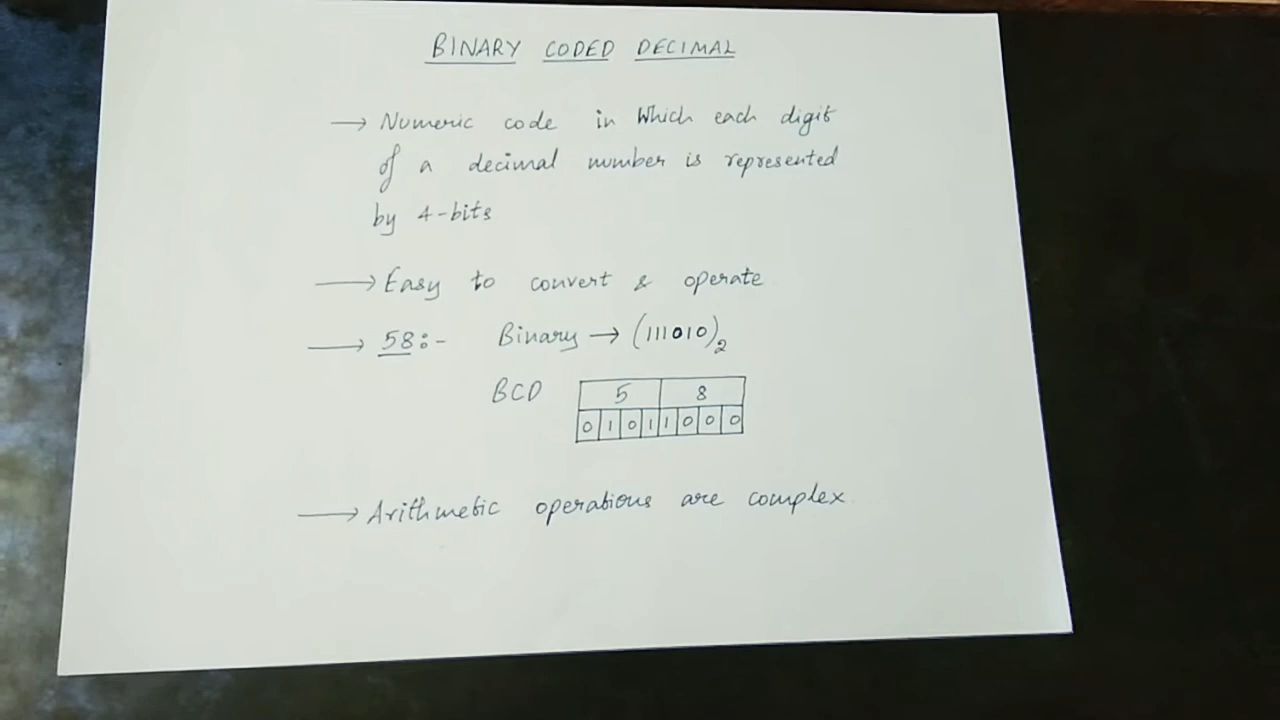 BINARY CODED DECIMAL
→ Numeric code in Which each digit
of a decimal number is represented
by 4-bits
→ Easy to convert & operate
→ 58:- Binary → (111010)2
BCD 5 8
0 1 0 1 1 0 0 0
→ Arithmetic operations are complex